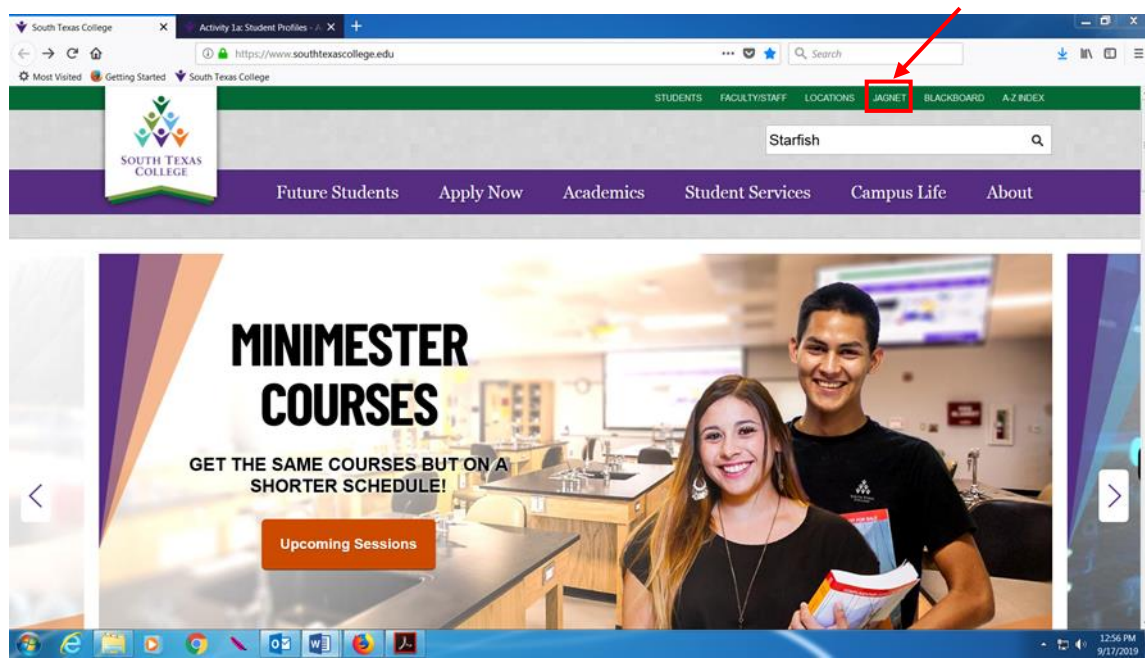 South Texas College
Activity 1a: Student Profiles - A
https://www.southtexascollege.edu
Search
Most Visited
Getting Started
South Texas College
STUDENTS
FACULTY/STAFF
LOCATIONS
JAGNET
BLACKBOARD
A-Z INDEX
SOUTH TEXAS
COLLEGE
Starfish
Future Students
Apply Now
Academics
Student Services
Campus Life
About
MINIMESTER
COURSES
GET THE SAME COURSES BUT ON A
SHORTER SCHEDULE!
Upcoming Sessions
12:56 PM
9/17/2019